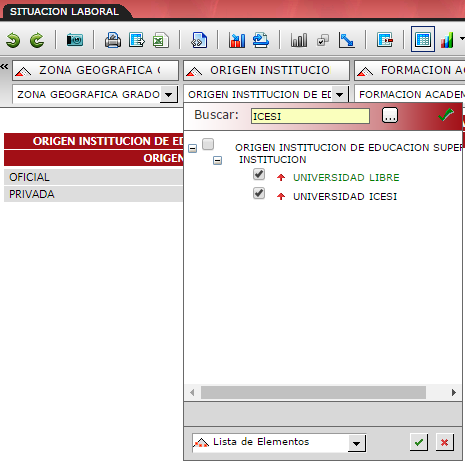 SITUACION LABORAL
ZONA GEOGRAFICA G
ORIGEN INSTITUCIO
FORMACION AC
ZONA GEOGRAFICA GRADO
ORIGEN INSTITUCION DE ED
FORMACION ACADEM
Buscar: ICESI ...
ORIGEN INSTITUCION DE ED
ORIGEN
OFICIAL
PRIVADA
ORIGEN INSTITUCION DE EDUCACION SUPER
INSTITUCION
UNIVERSIDAD LIBRE
UNIVERSIDAD ICESI
Lista de Elementos